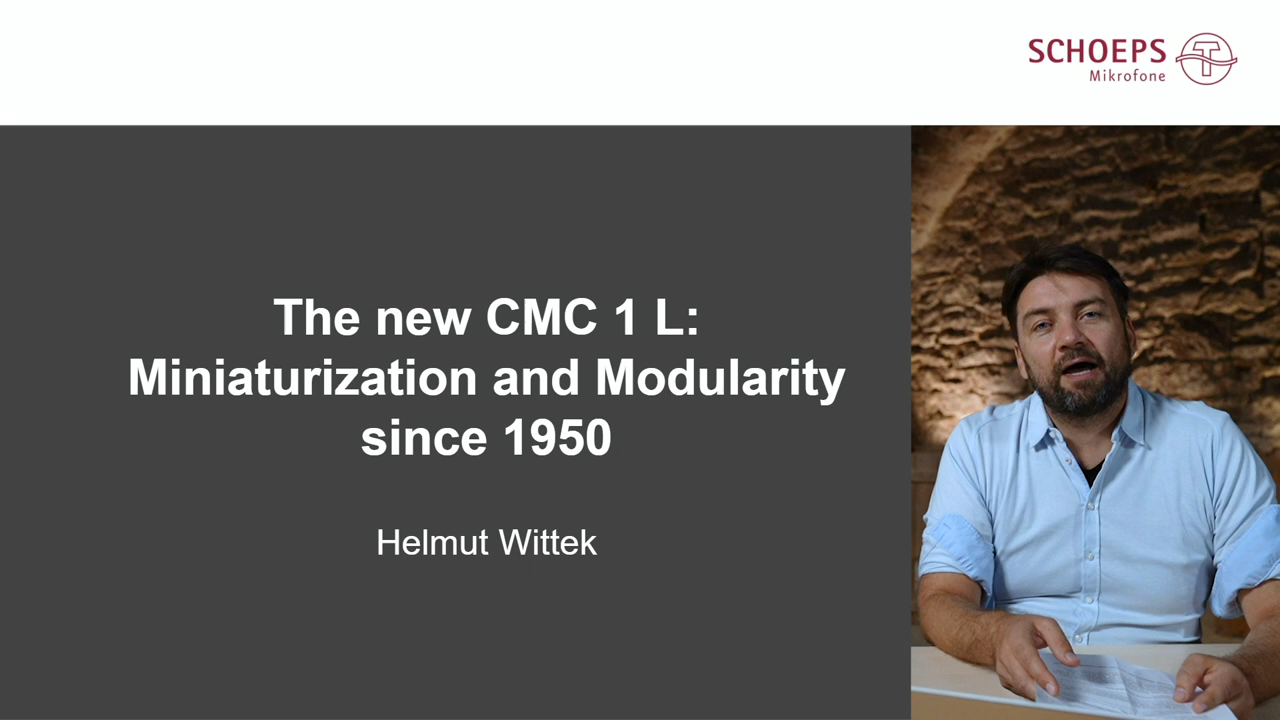 SCHOEPS
Mikrofone
The new CMC 1 L:
Miniaturization and Modularity
since 1950
Helmut Wittek